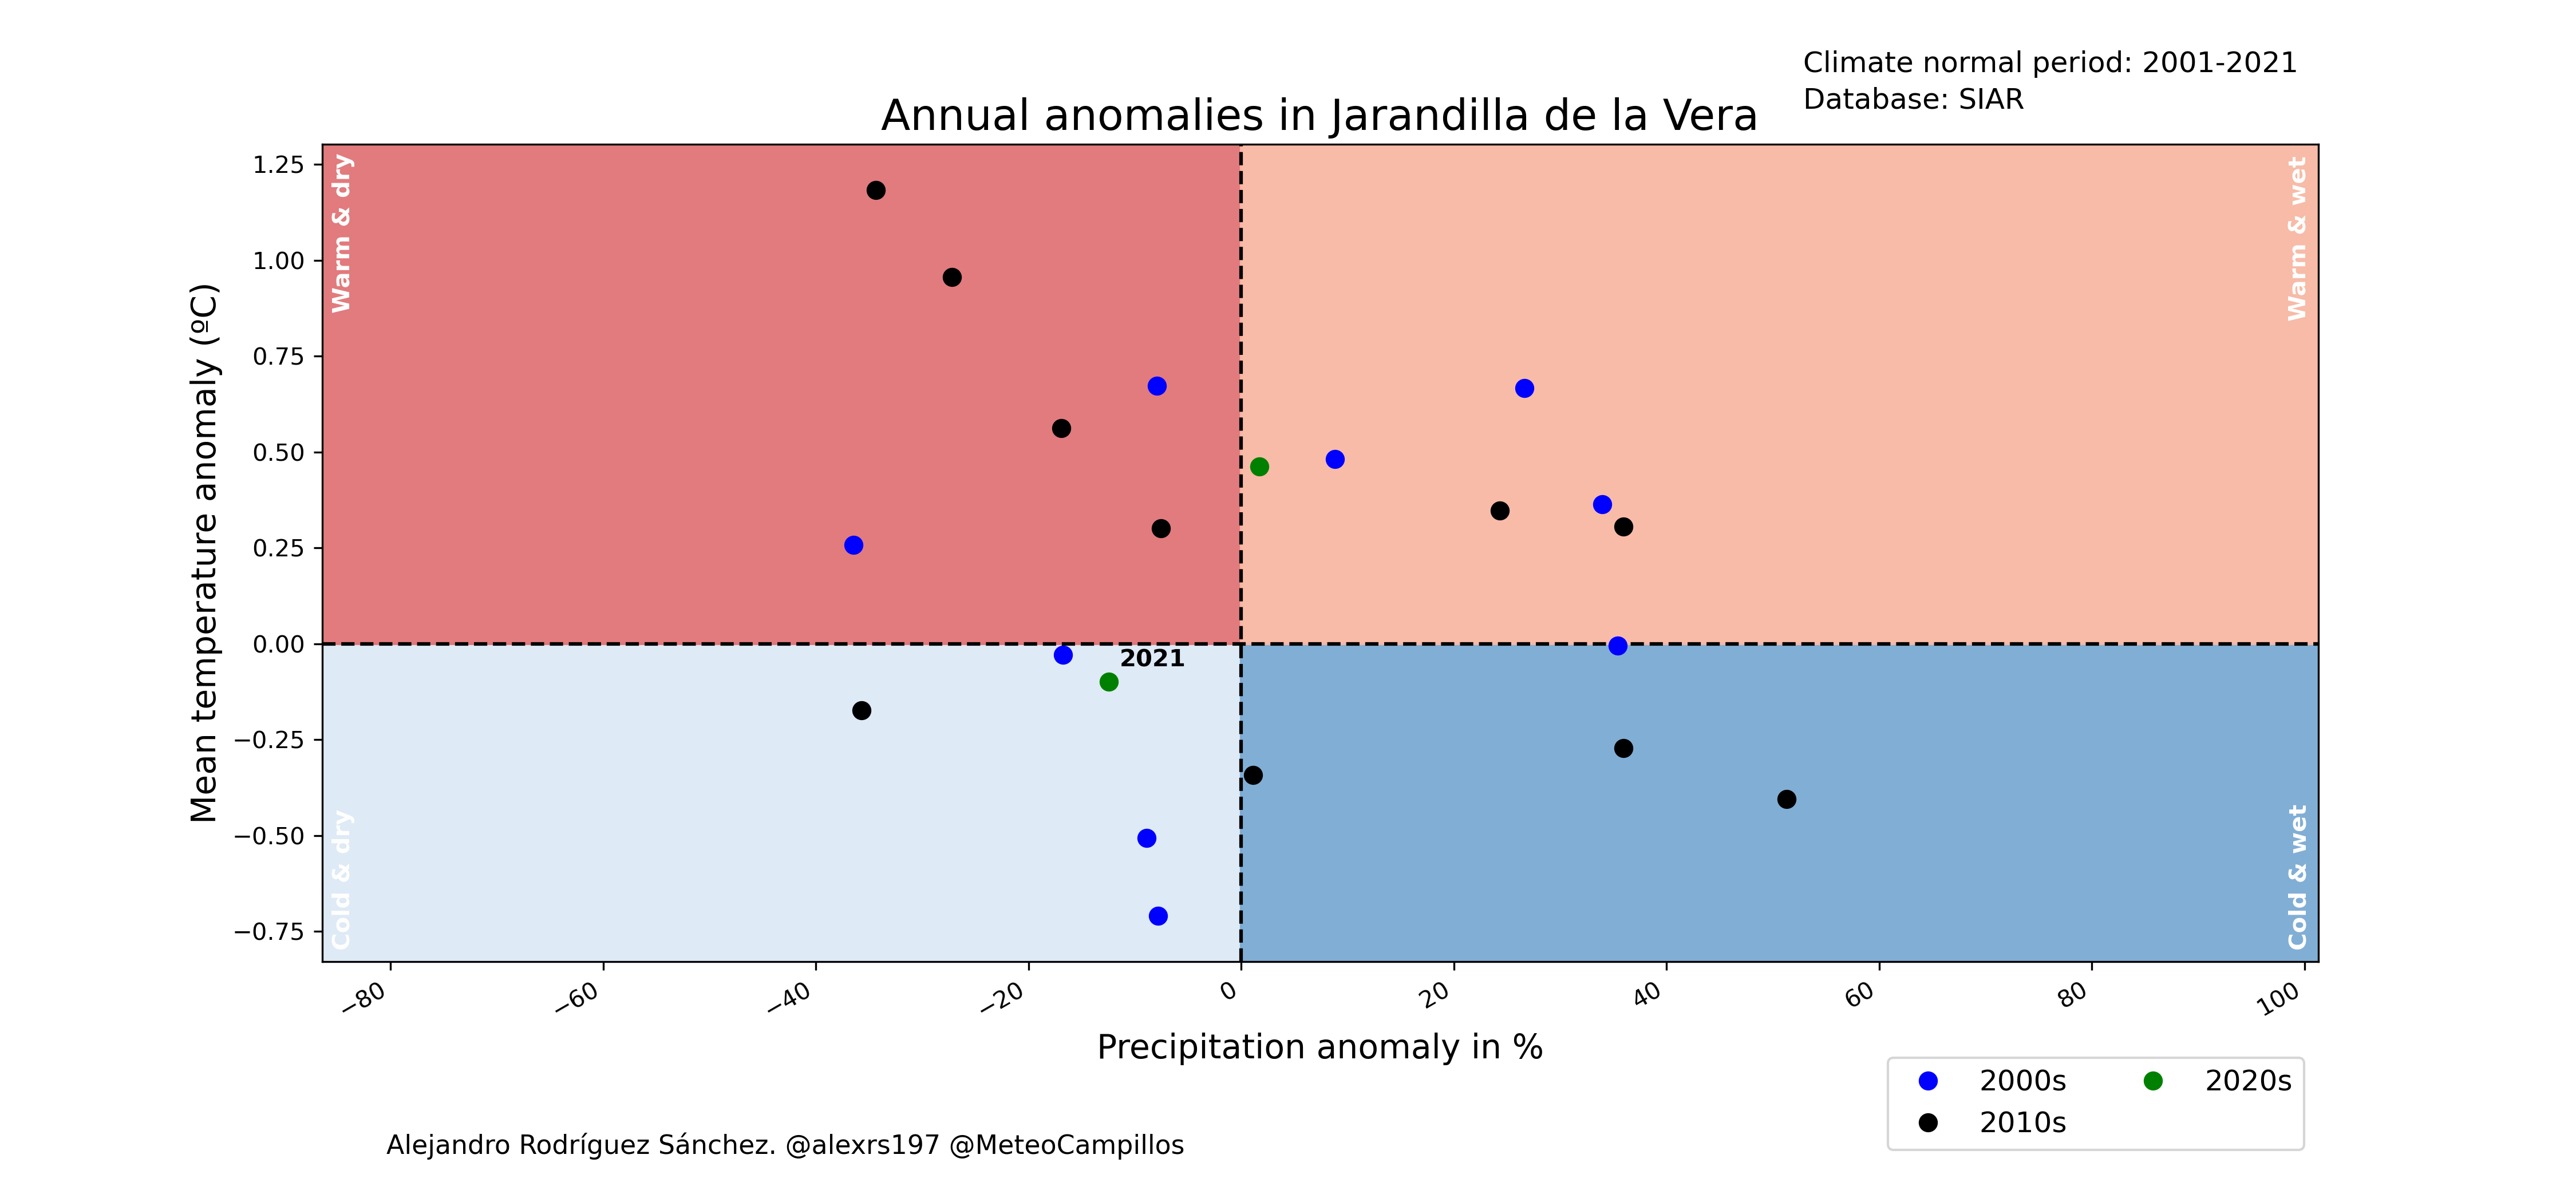 Climate normal period: 2001-2021
Database: SIAR
Annual anomalies in Jarandilla de la Vera
Warm & dry
Warm & wet
1.25
1.00
0.75
0.50
0.25
0.00
−0.25
−0.50
−0.75
Mean temperature anomaly (ºC)
2021
Cold & dry
Cold & wet
−80
−60
−40
−20
0
20
40
60
80
100
Precipitation anomaly in %
2000s
2010s
2020s
Alejandro Rodríguez Sánchez. @alexrs197 @MeteoCampillos